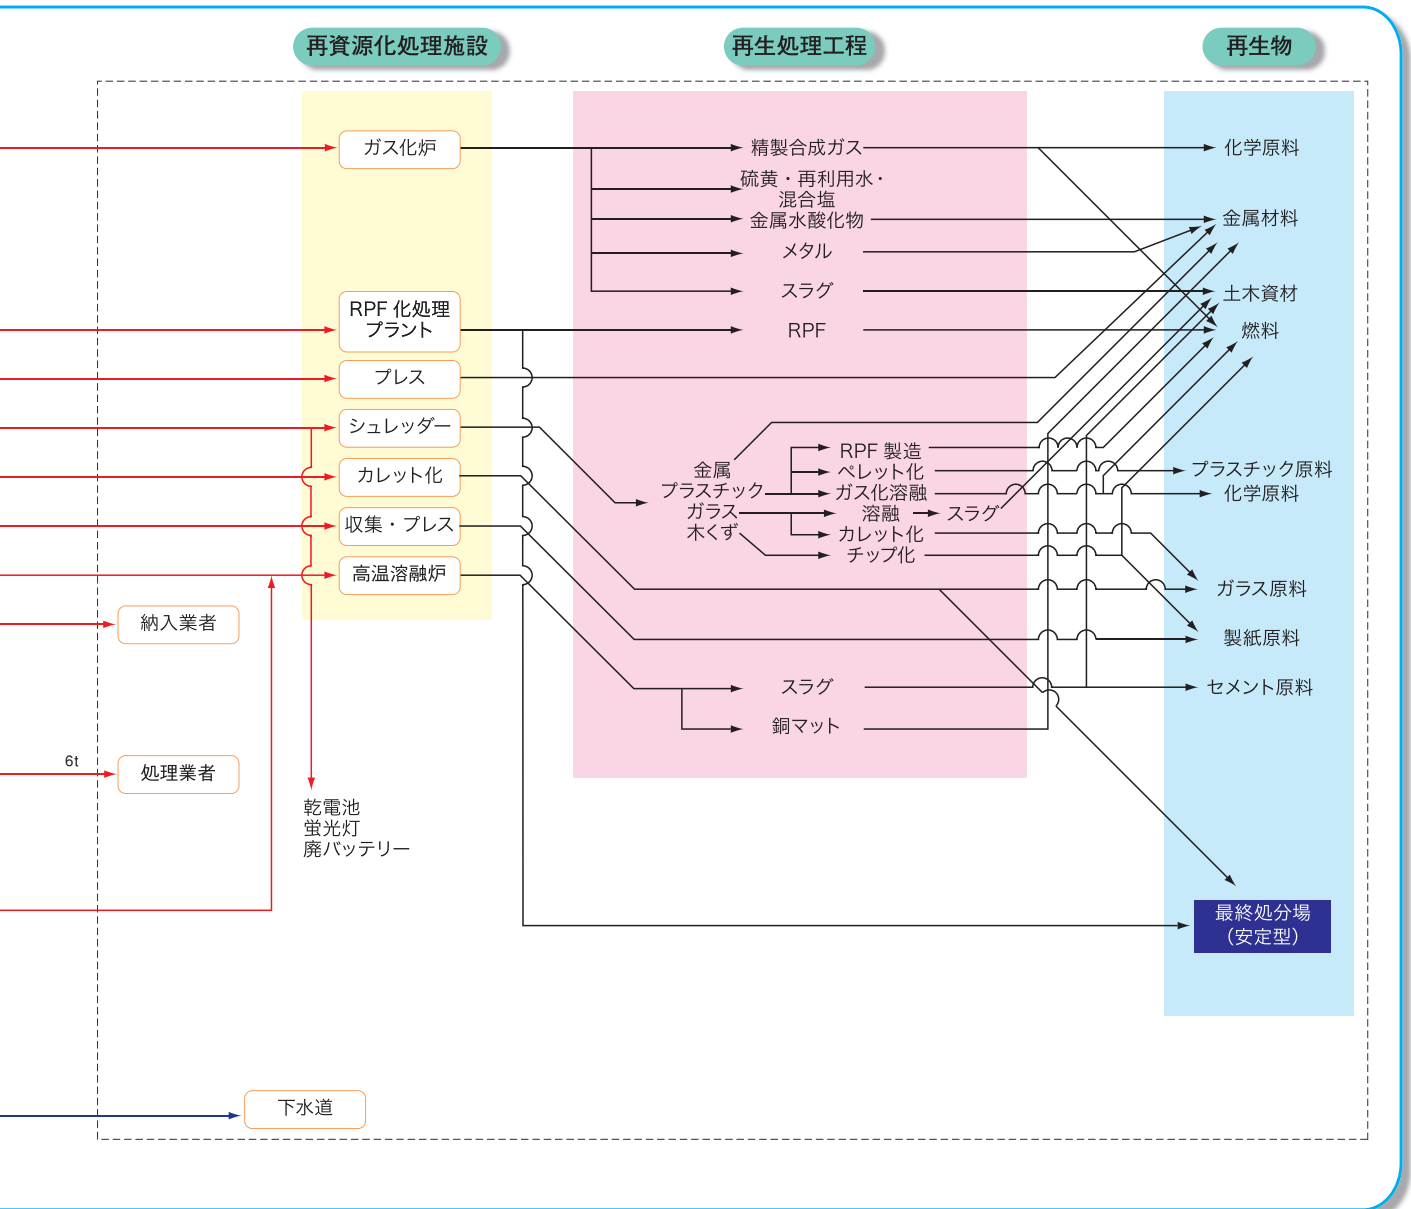 再資源化処理施設
再生処理工程
再生物
ガス化炉
精製合成ガス
化学原料
硫黄・再利用水・
混合塩
金属水酸化物
金属材料
メタル
スラグ
土木資材
RPF 化処理
プラント
RPF
燃料
プレス
シュレッダー
カレット化
収集・プレス
高温溶融炉
金属
プラスチック
ガラス
木くず
RPF 製造
ペレット化
ガス化溶融
溶融
スラグ
カレット化
チップ化
プラスチック原料
化学原料
ガラス原料
製紙原料
納入業者
スラグ
セメント原料
銅マット
6t
処理業者
乾電池
蛍光灯
廃バッテリー
最終処分場
（安定型）
下水道